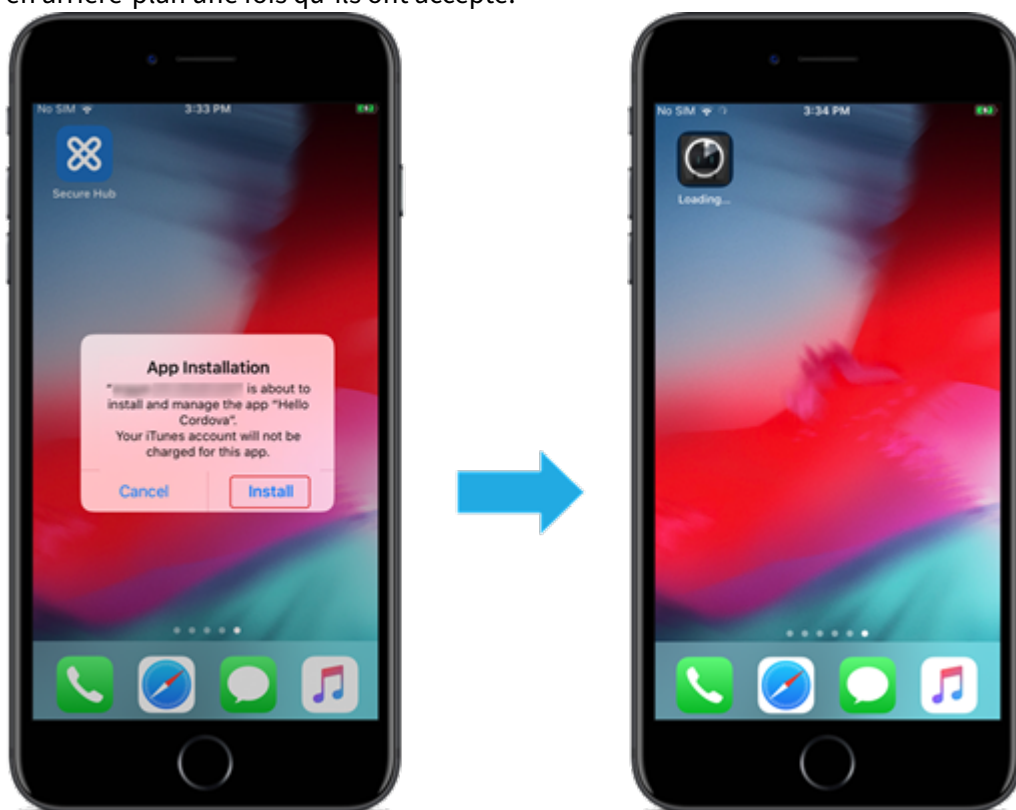 en arrière-plan une fois qu'ils ont accepté.
No SIM 3:33 PM
Secure Hub
App Installation
" is about to
install and manage the app "Hello
Cordova".
Your iTunes account will not be
charged for this app.
Cancel Install
No SIM 3:34 PM
Loading...